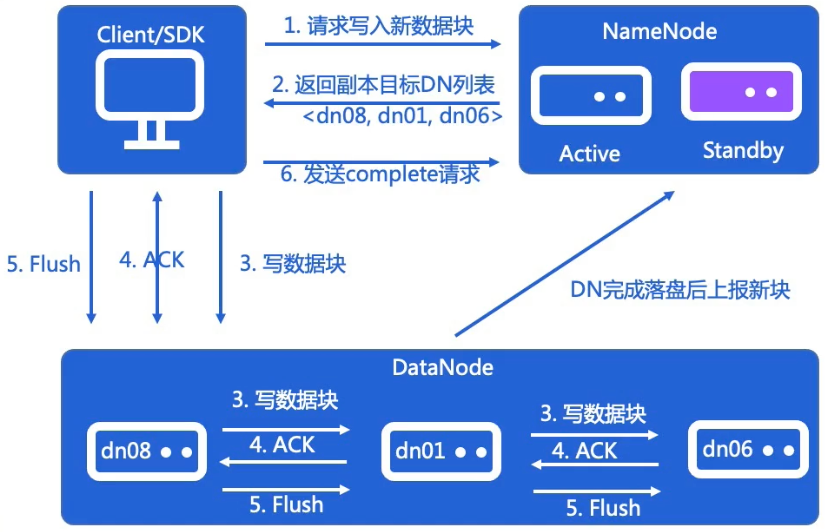 Client/SDK
1. 请求写入新数据块
NameNode
2. 返回副本目标DN列表
<dn08, dn01, dn06>
Active
Standby
6. 发送complete请求
5. Flush
4. ACK
3. 写数据块
DN完成落盘后上报新块
DataNode
3. 写数据块
3. 写数据块
dn08
4. ACK
dn01
4. ACK
dn06
5. Flush
5. Flush